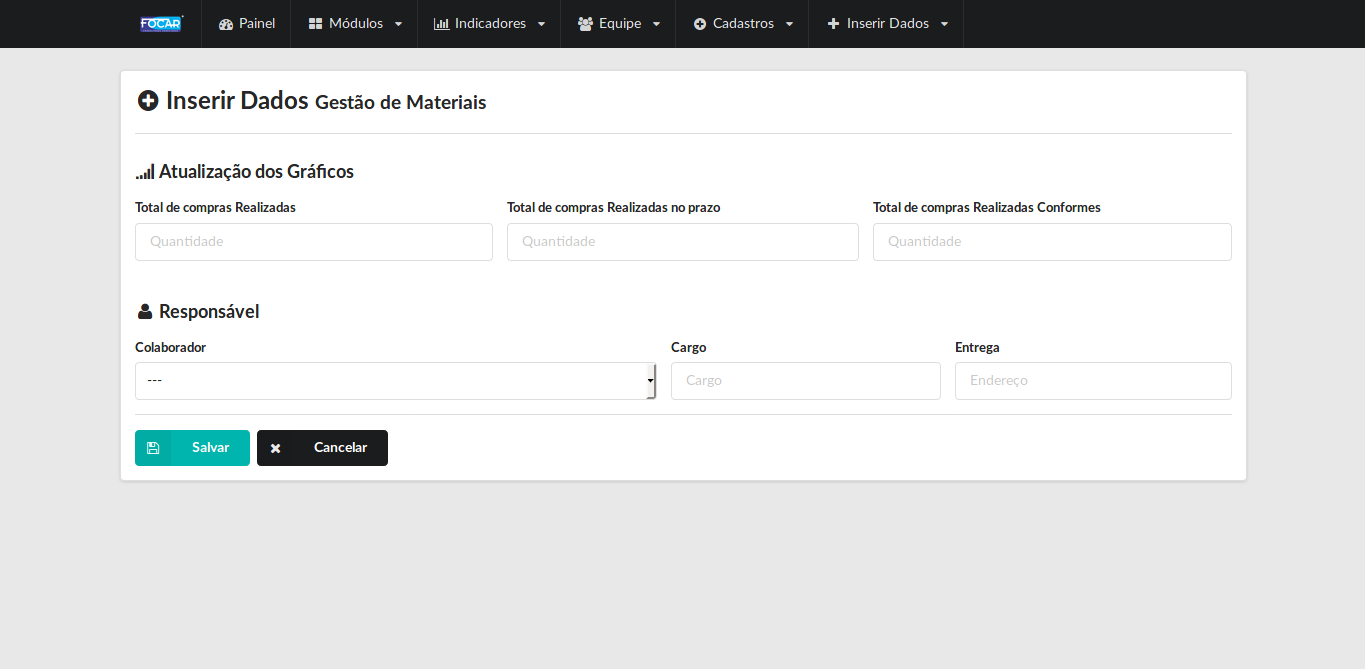 FOCAR Painel Módulos Indicadores Equipe Cadastros Inserir Dados
Inserir Dados Gestão de Materiais
Atualização dos Gráficos
Total de compras Realizadas Total de compras Realizadas no prazo Total de compras Realizadas Conformes
Quantidade Quantidade Quantidade
Responsável
Colaborador Cargo Entrega
--- Cargo Endereço
Salvar Cancelar